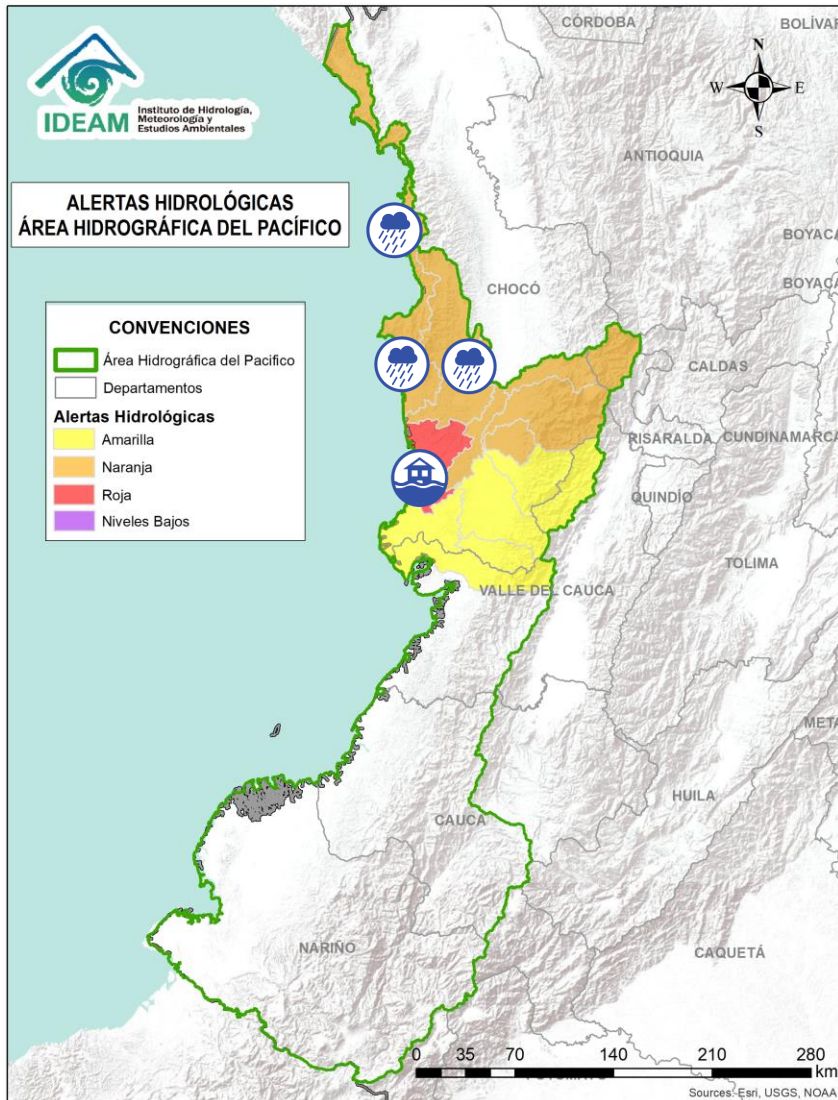 CÓRDOBA
BOLÍVAR
IDEAM
Instituto de Hidrología,
Meteorología y
Estudios Ambientales
N
W
E
S
ANTIOQUIA
ALERTAS HIDROLÓGICAS
ÁREA HIDROGRÁFICA DEL PACÍFICO
BOYACÁ
BOYACÁ
CHOCÓ
CONVENCIONES
Área Hidrográfica del Pacifico
Departamentos
Alertas Hidrológicas
Amarilla
Naranja
Roja
Niveles Bajos
CALDAS
RISARALDA
CUNDINAMARCA
QUINDÍO
TOLIMA
VALLE DEL CAUCA
META
HUILA
CAUCA
NARIÑO
CAQUETÁ
0 35 70 140 210 280
km
Sources: Esri, USGS, NOAA